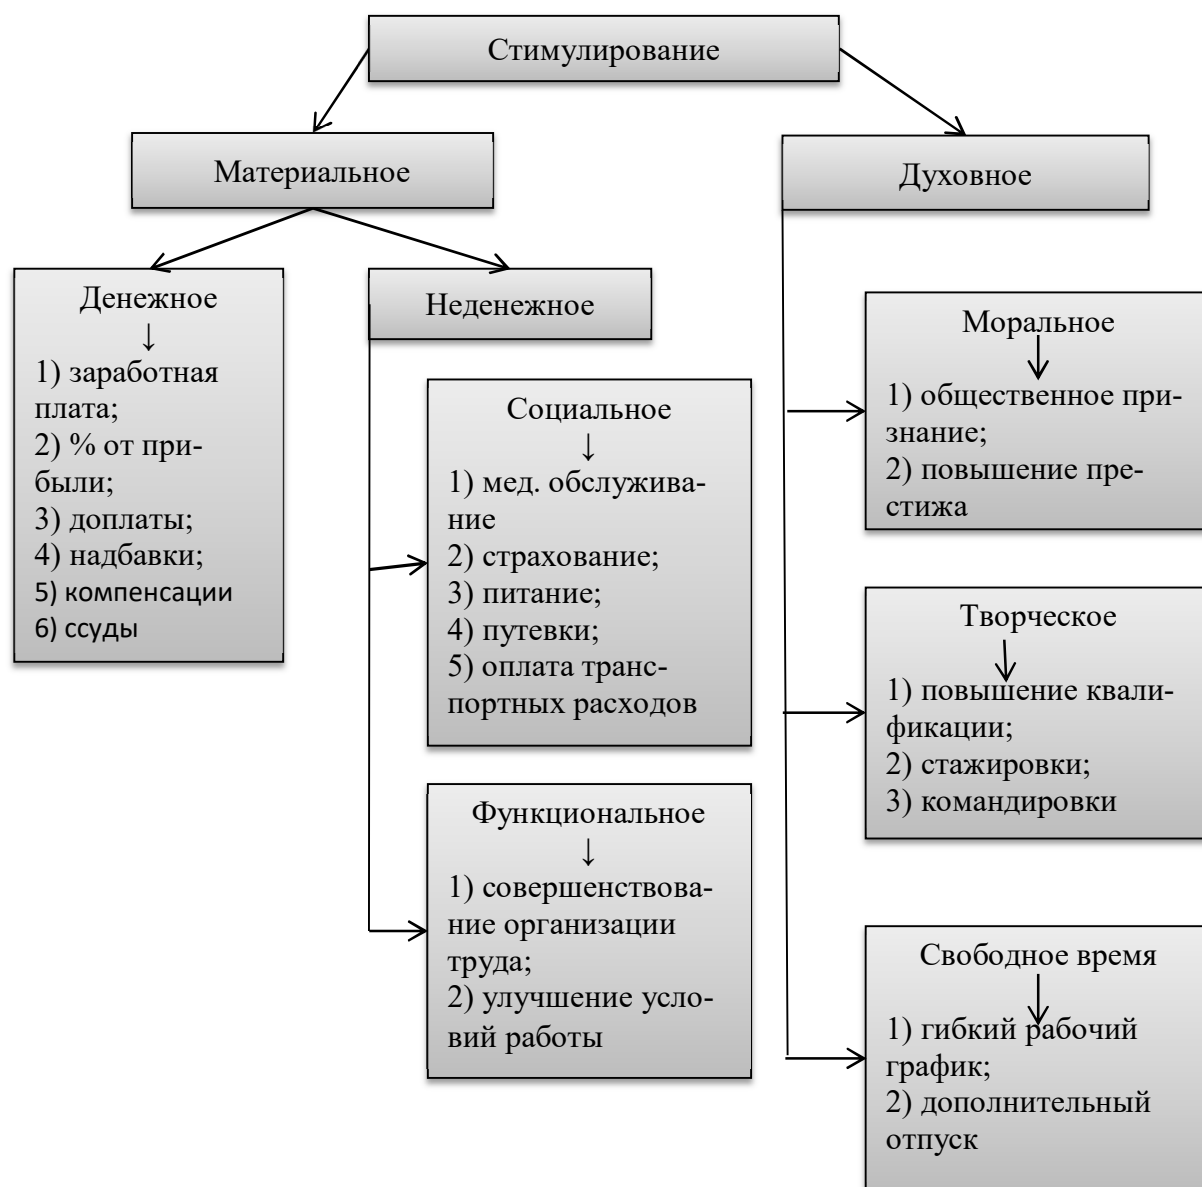 Стимулирование
Материальное
Духовное
Денежное
↓
1) заработная
плата;
2) % от при-
были;
3) доплаты;
4) надбавки;
5) компенсации
6) ссуды
Неденежное
Социальное
↓
1) мед. обслужива-
ние
2) страхование;
3) питание;
4) путевки;
5) оплата транс-
портных расходов
Функциональное
↓
1) совершенствова-
ние организации
труда;
2) улучшение усло-
вий работы
Моральное
1) общественное при-
знание;
2) повышение пре-
стижа
Творческое
1) повышение квали-
фикации;
2) стажировки;
3) командировки
Свободное время
1) гибкий рабочий
график;
2) дополнительный
отпуск